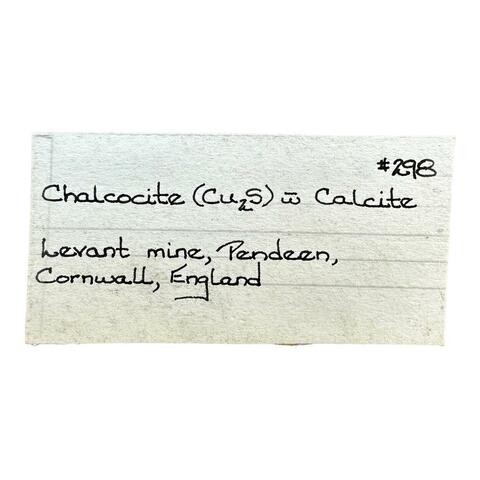 #298
Chalcocite (Cu₂S) w̄ Calcite
Levant mine, Pendeen,
Cornwall, England